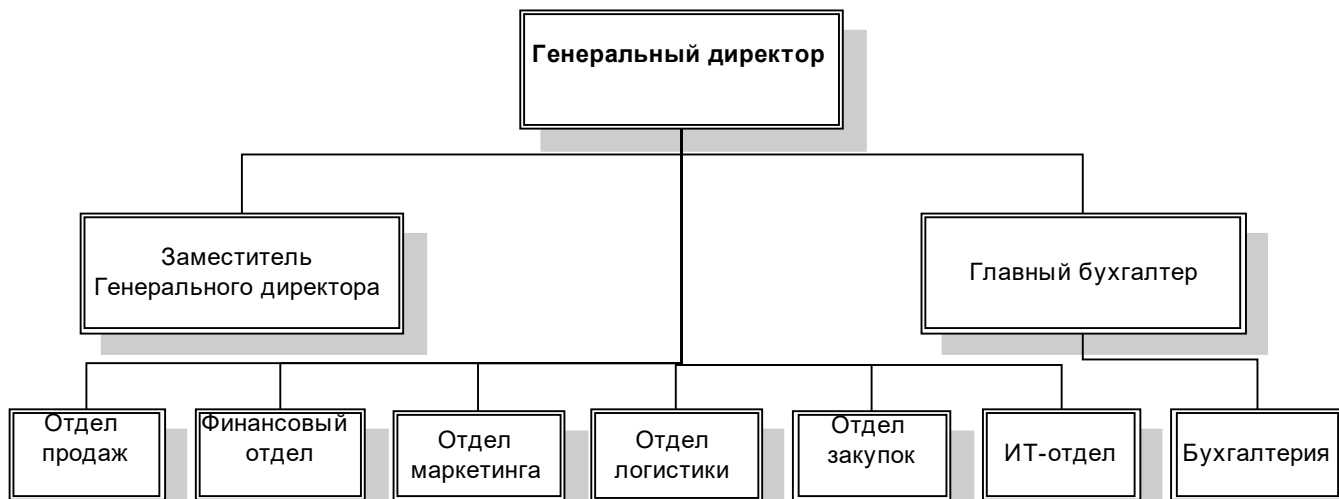 Генеральный директор
Заместитель
Генерального директора
Главный бухгалтер
Отдел
продаж
Финансовый
отдел
Отдел
маркетинга
Отдел
логистики
Отдел
закупок
ИТ-отдел
Бухгалтерия